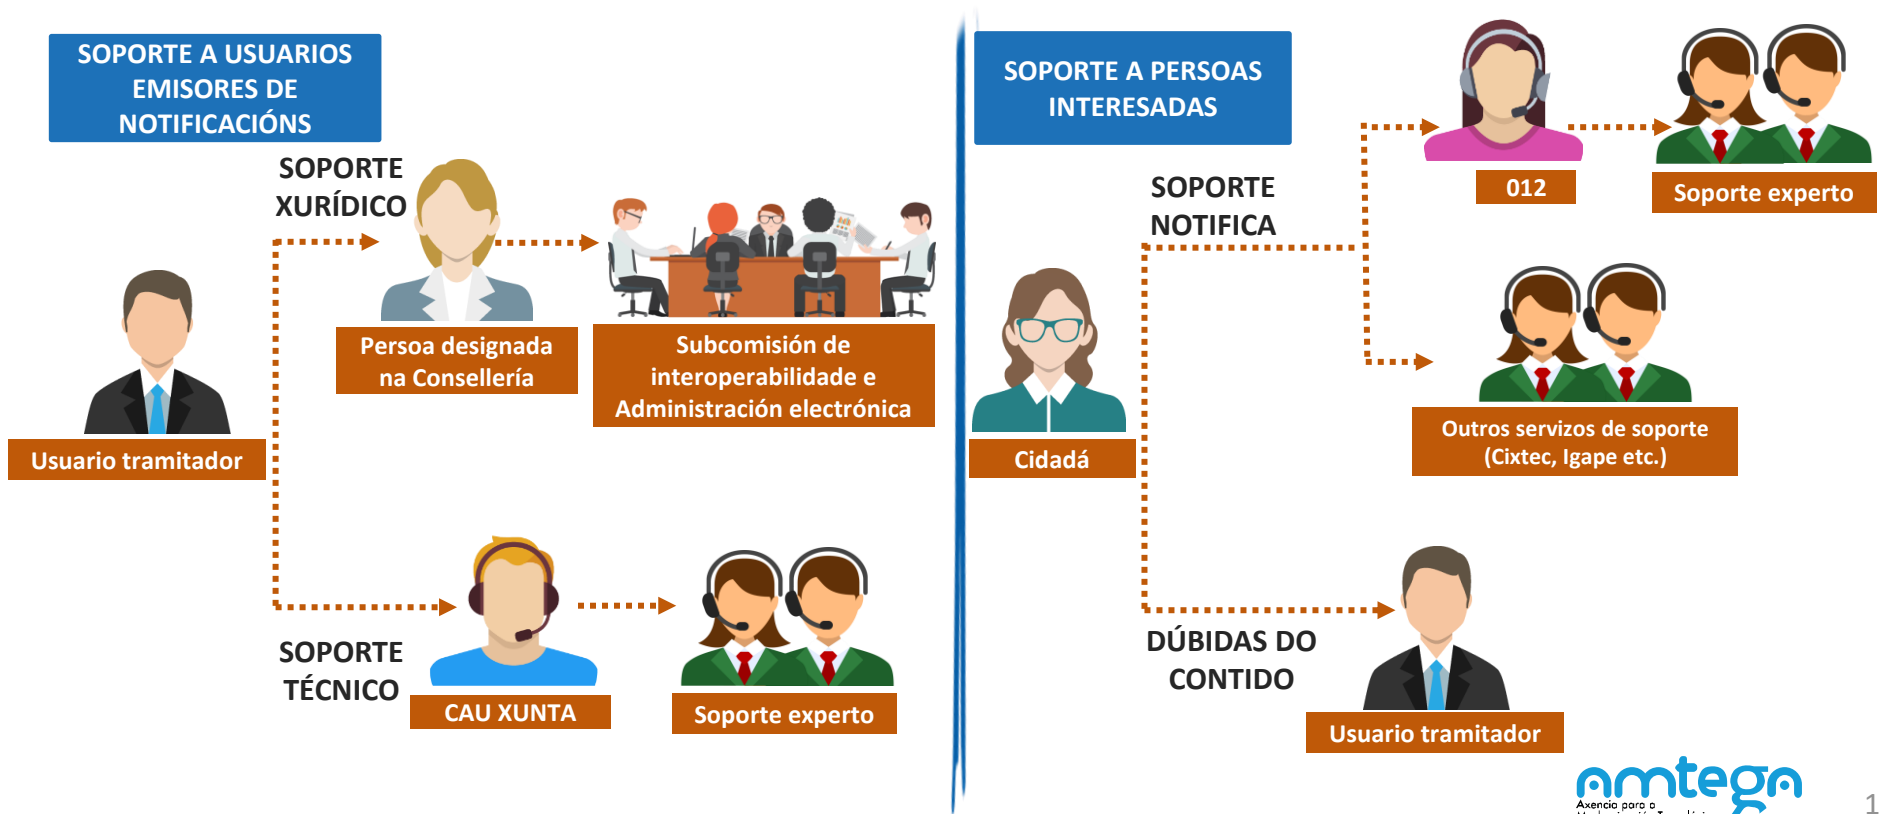 SOPORTE A USUARIOS
EMISORES DE
NOTIFICACIÓNS
SOPORTE
XURÍDICO
Persoa designada
na Consellería
Subcomisión de
interoperabilidade e
Administración electrónica
Usuario tramitador
SOPORTE
TÉCNICO
CAU XUNTA
Soporte experto
SOPORTE A PERSOAS
INTERESADAS
SOPORTE
NOTIFICA
012
Soporte experto
Cidadá
Outros servizos de soporte
(Cixtec, Igape etc.)
DÚBIDAS DO
CONTIDO
Usuario tramitador
amtega
Axencia para a
1